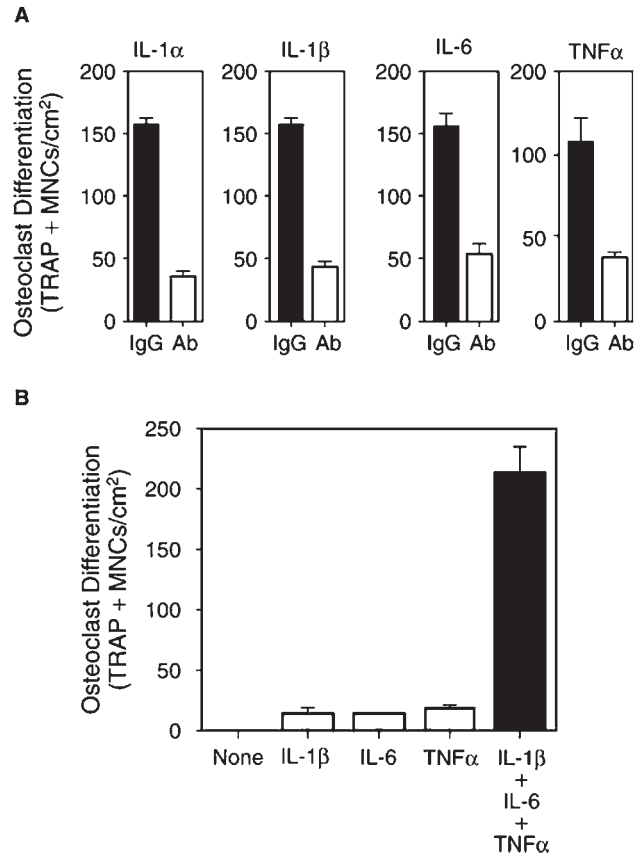 A
IL-1α IL-1β IL-6 TNFα
Osteoclast Differentiation
(TRAP + MNCs/cm²)
200 200 200 200
150 150 150
100 100 100 100
50 50 50 50
0 0 0 0
IgG Ab IgG Ab IgG Ab IgG Ab
B
Osteoclast Differentiation
(TRAP + MNCs/cm²)
250
200
150
100
50
0
None IL-1β IL-6 TNFα IL-1β
+
IL-6
+
TNFα